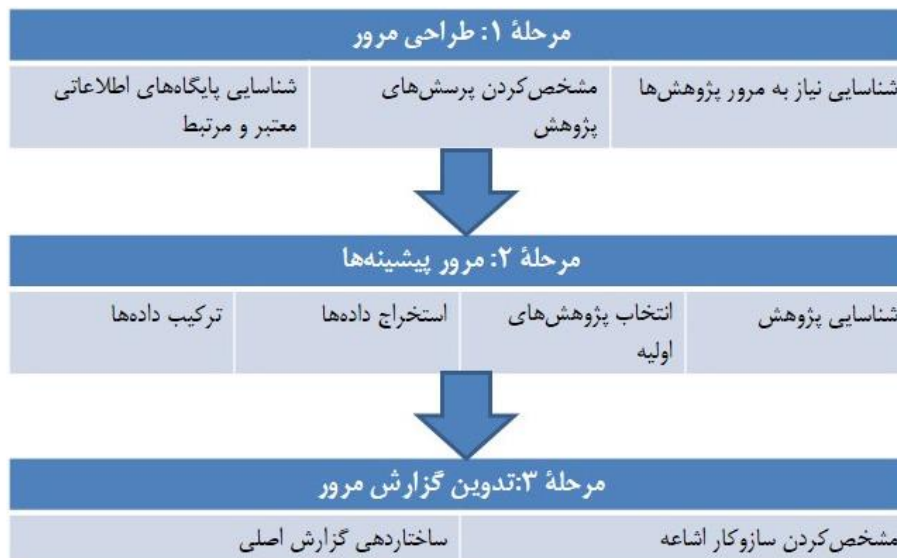 مرحلهٔ ۱: طراحی مرور
شناسایی نیاز به مرور پژوهش‌ها
مشخص‌کردن پرسش‌های
پژوهش
شناسایی پایگاه‌های اطلاعاتی
معتبر و مرتبط
مرحلهٔ ۲: مرور پیشینه‌ها
شناسایی پژوهش
انتخاب پژوهش‌های
اولیه
استخراج داده‌ها
ترکیب داده‌ها
مرحلهٔ ۳:تدوین گزارش مرور
مشخص‌کردن سازوکار اشاعه
ساختاردهی گزارش اصلی